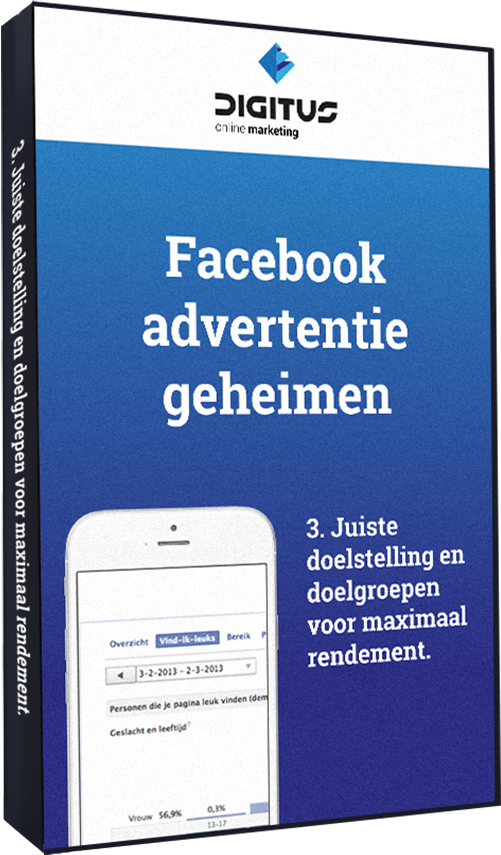 DIGITUS
online marketing
Facebook
advertentie
geheimen
3. Juiste
doelstelling en
doelgroepen
voor maximaal
rendement.
Overzicht Vind-ik-leuks Bereik P
3-2-2013 - 2-3-2013
Personen die je pagina leuk vinden (dem
Geslacht en leeftijd?
Vrouw 56,9% 0,3%
13-17
3. Juiste doelstelling en doelgroepen voor maximaal rendement.